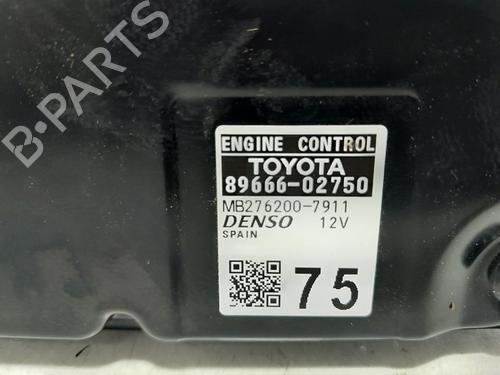 B-PARTS
ENGINE CONTROL
TOYOTA
89666-02750
MB276200-7911
DENSO 12V
SPAIN
75